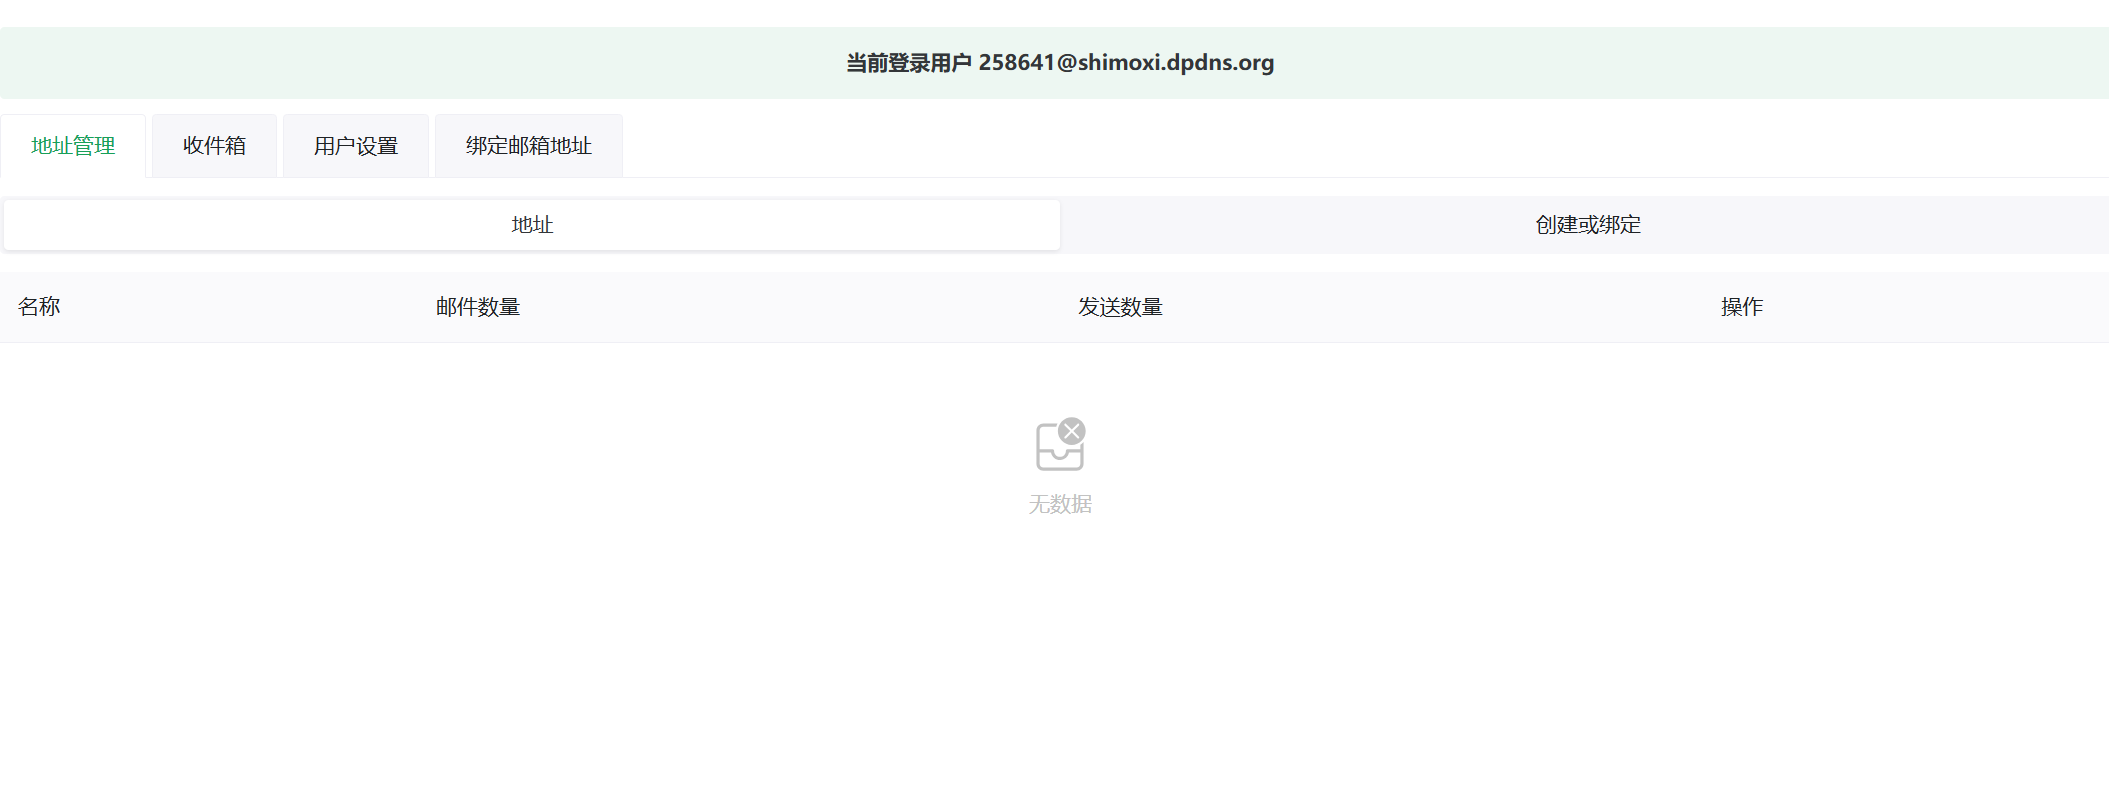 当前登录用户 258641@shimoxi.dpdns.org
地址管理 收件箱 用户设置 绑定邮箱地址
地址 创建或绑定
名称 邮件数量 发送数量 操作
无数据